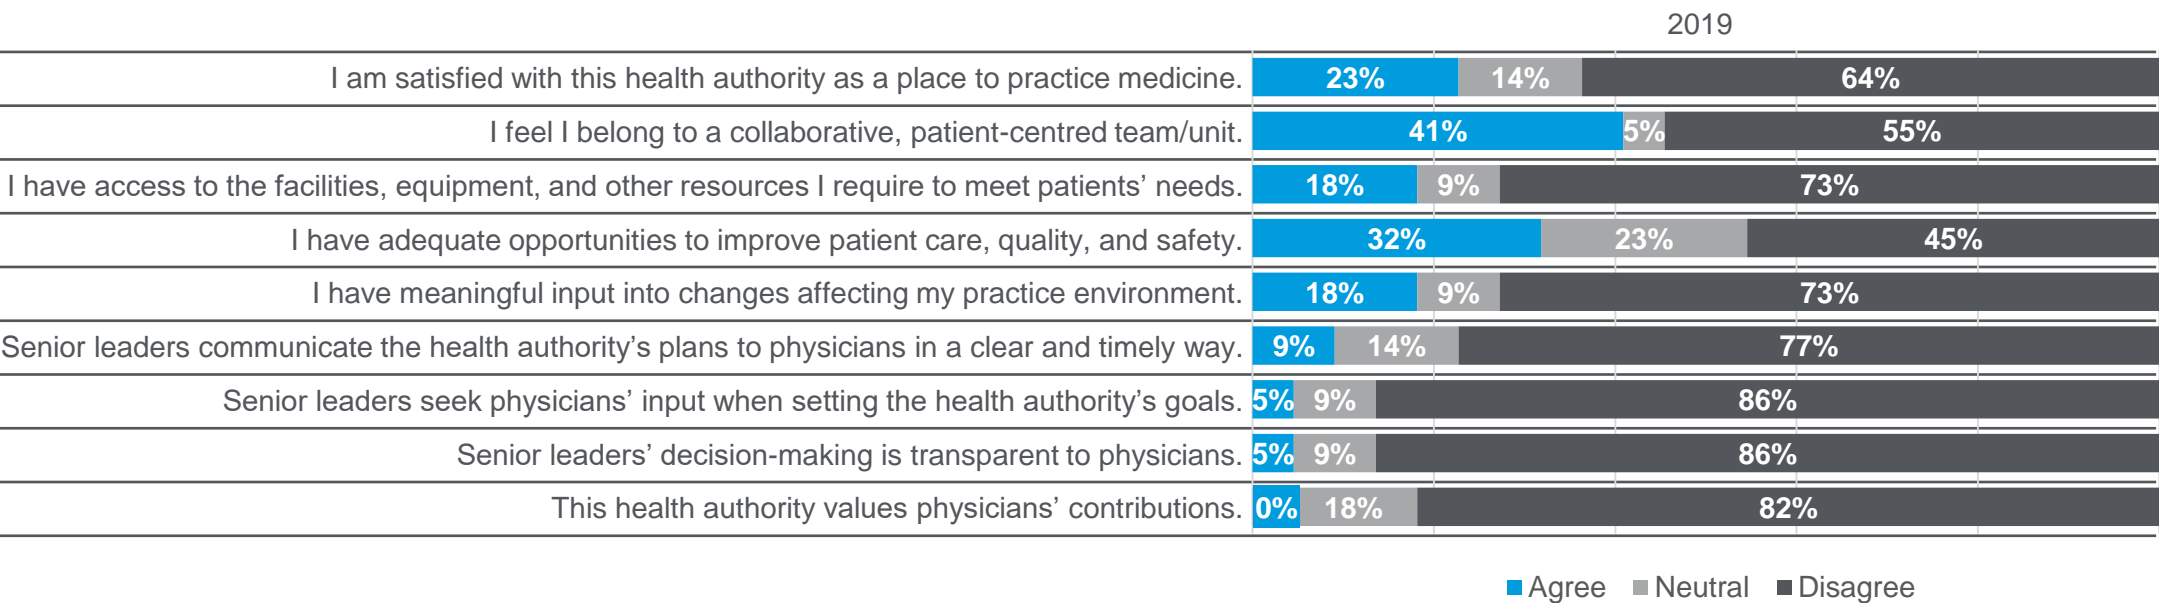 2019
I am satisfied with this health authority as a place to practice medicine. 23% 14% 64%
I feel I belong to a collaborative, patient-centred team/unit. 41% 5% 55%
I have access to the facilities, equipment, and other resources I require to meet patients’ needs. 18% 9% 73%
I have adequate opportunities to improve patient care, quality, and safety. 32% 23% 45%
I have meaningful input into changes affecting my practice environment. 18% 9% 73%
Senior leaders communicate the health authority’s plans to physicians in a clear and timely way. 9% 14% 77%
Senior leaders seek physicians’ input when setting the health authority’s goals. 5% 9% 86%
Senior leaders’ decision-making is transparent to physicians. 5% 9% 86%
This health authority values physicians’ contributions. 0% 18% 82%
Agree Neutral Disagree